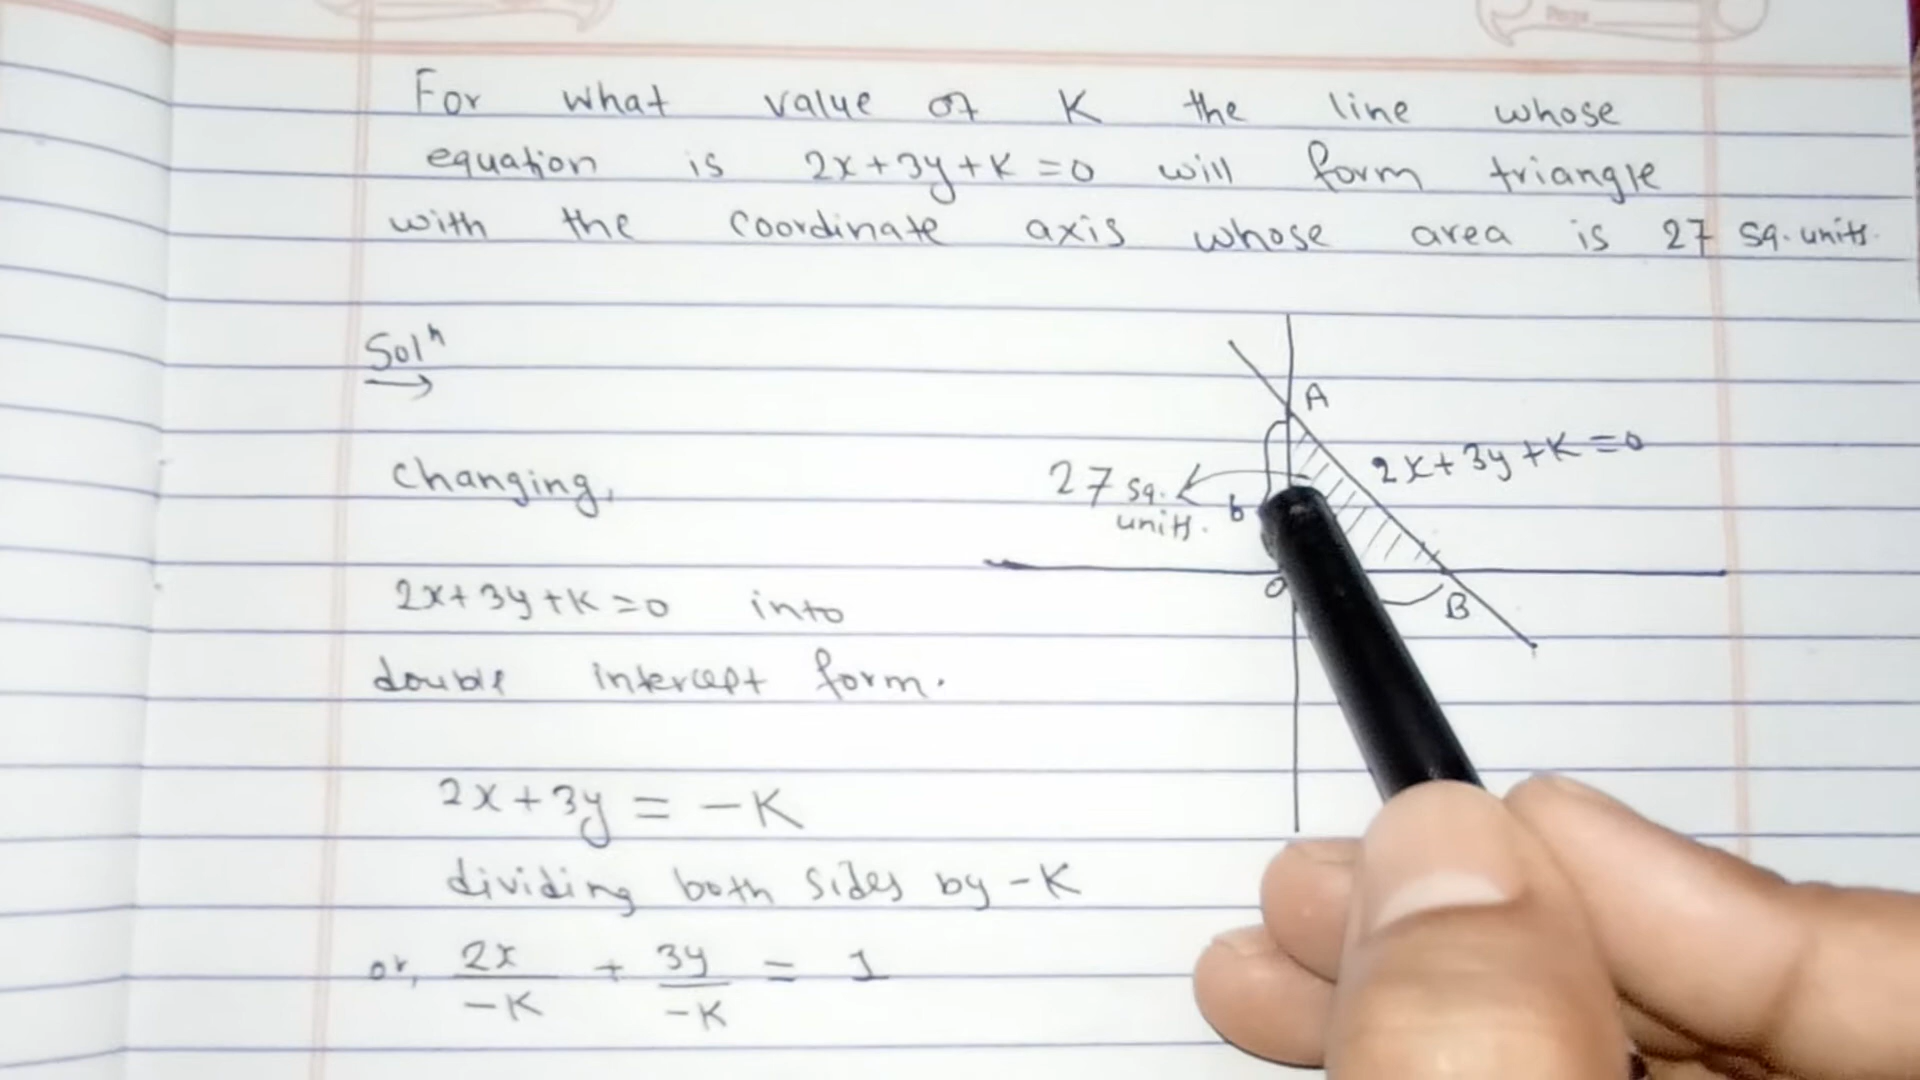 For what value of K the line whose
equation is 2x+3y+K=0 will form triangle
with the coordinate axis whose area is 27 sq. units.
Solⁿ
A
2x+3y+K=0
27 sq.
units.
b
O
B
Changing,
2x+3y+K=0 into
double intercept form.
2x+3y = -K
dividing both sides by -K
or, 2x/-K + 3y/-K = 1